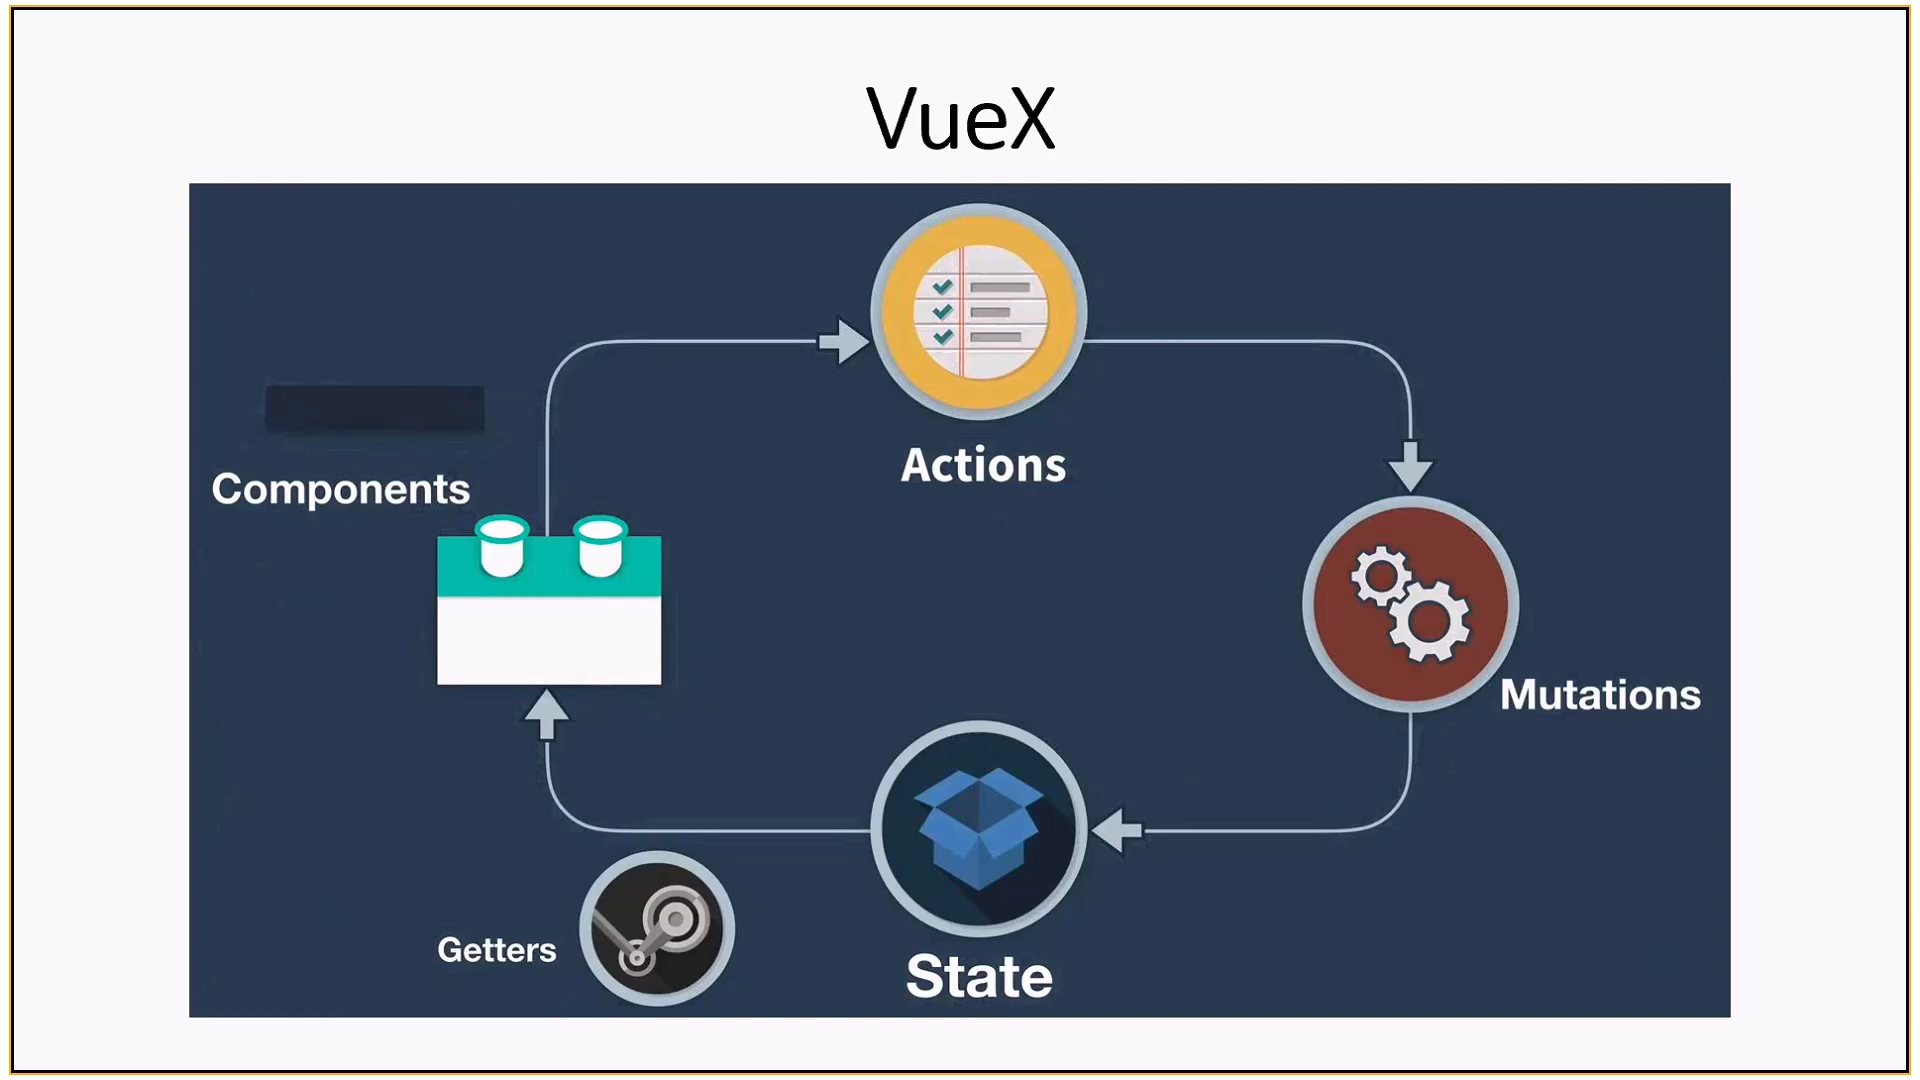 VueX
Actions
Components
Mutations
Getters
State